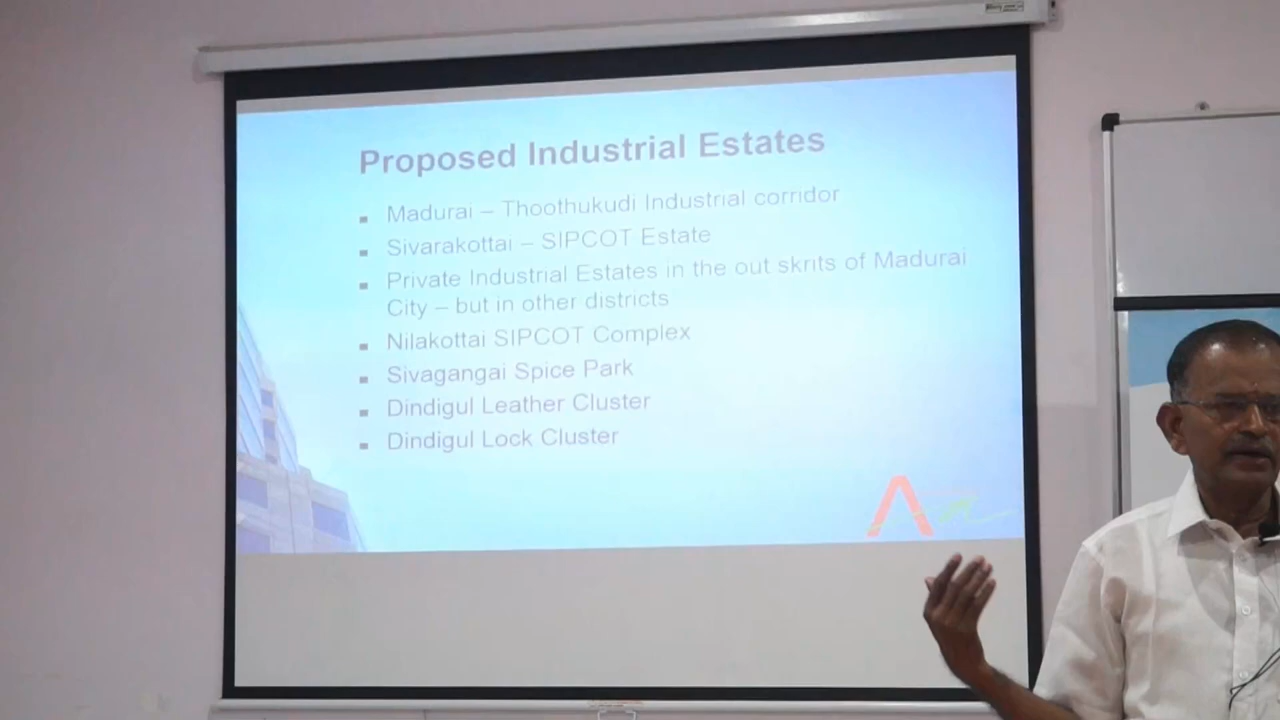 Proposed Industrial Estates
Madurai – Thoothukudi Industrial corridor
Sivarakottai – SIPCOT Estate
Private Industrial Estates in the out skrits of Madurai
City – but in other districts
Nilakottai SIPCOT Complex
Sivagangai Spice Park
Dindigul Leather Cluster
Dindigul Lock Cluster